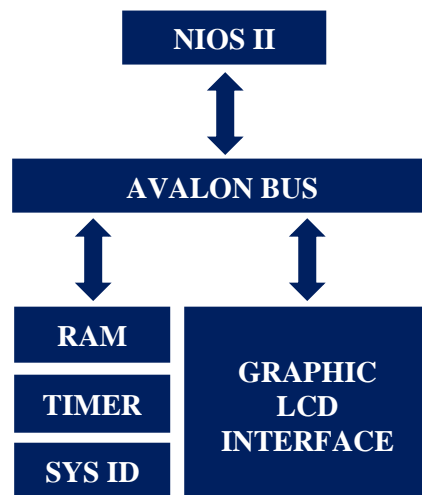 NIOS II
AVALON BUS
RAM
TIMER
SYS ID
GRAPHIC
LCD
INTERFACE